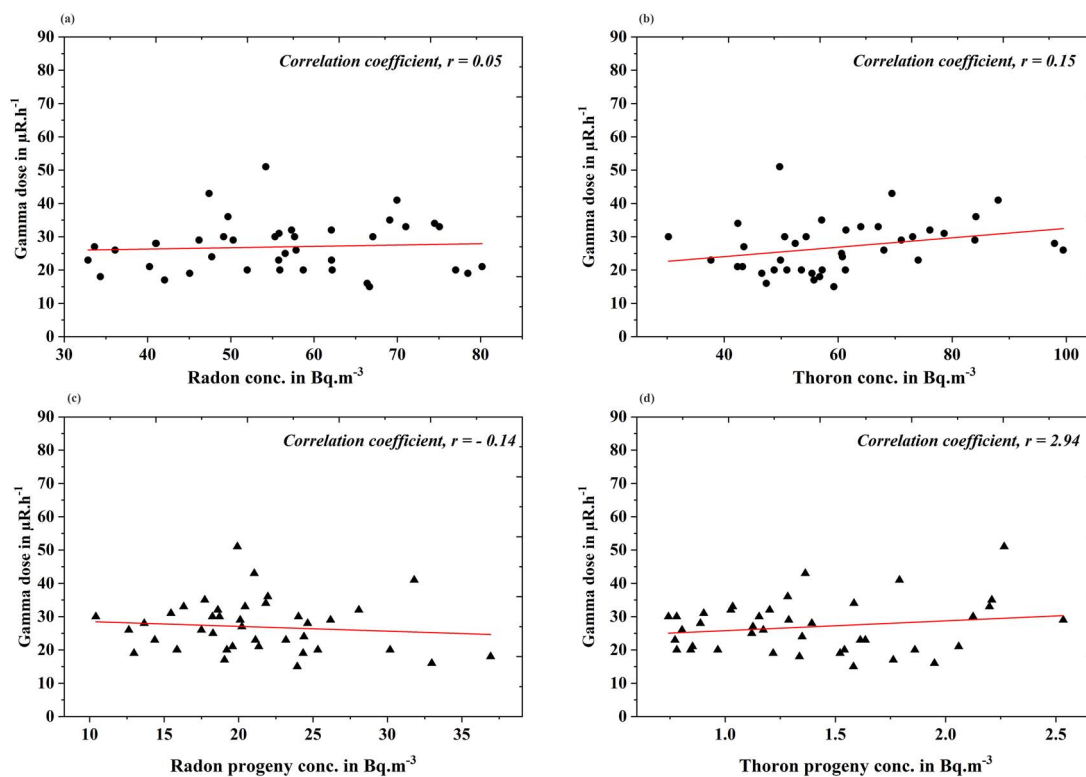 (a)
Correlation coefficient, r = 0.05
Gamma dose in µR.h⁻¹
90
80
70
60
50
40
30
20
10
0
30 40 50 60 70 80
Radon conc. in Bq.m⁻³
(b)
Correlation coefficient, r = 0.15
Gamma dose in µR.h⁻¹
90
80
70
60
50
40
30
20
10
0
40 60 80 100
Thoron conc. in Bq.m⁻³
(c)
Correlation coefficient, r = - 0.14
Gamma dose in µR.h⁻¹
90
80
70
60
50
40
30
20
10
0
10 15 20 25 30 35
Radon progeny conc. in Bq.m⁻³
(d)
Correlation coefficient, r = 2.94
Gamma dose in µR.h⁻¹
90
80
70
60
50
40
30
20
10
0
1.0 1.5 2.0 2.5
Thoron progeny conc. in Bq.m⁻³